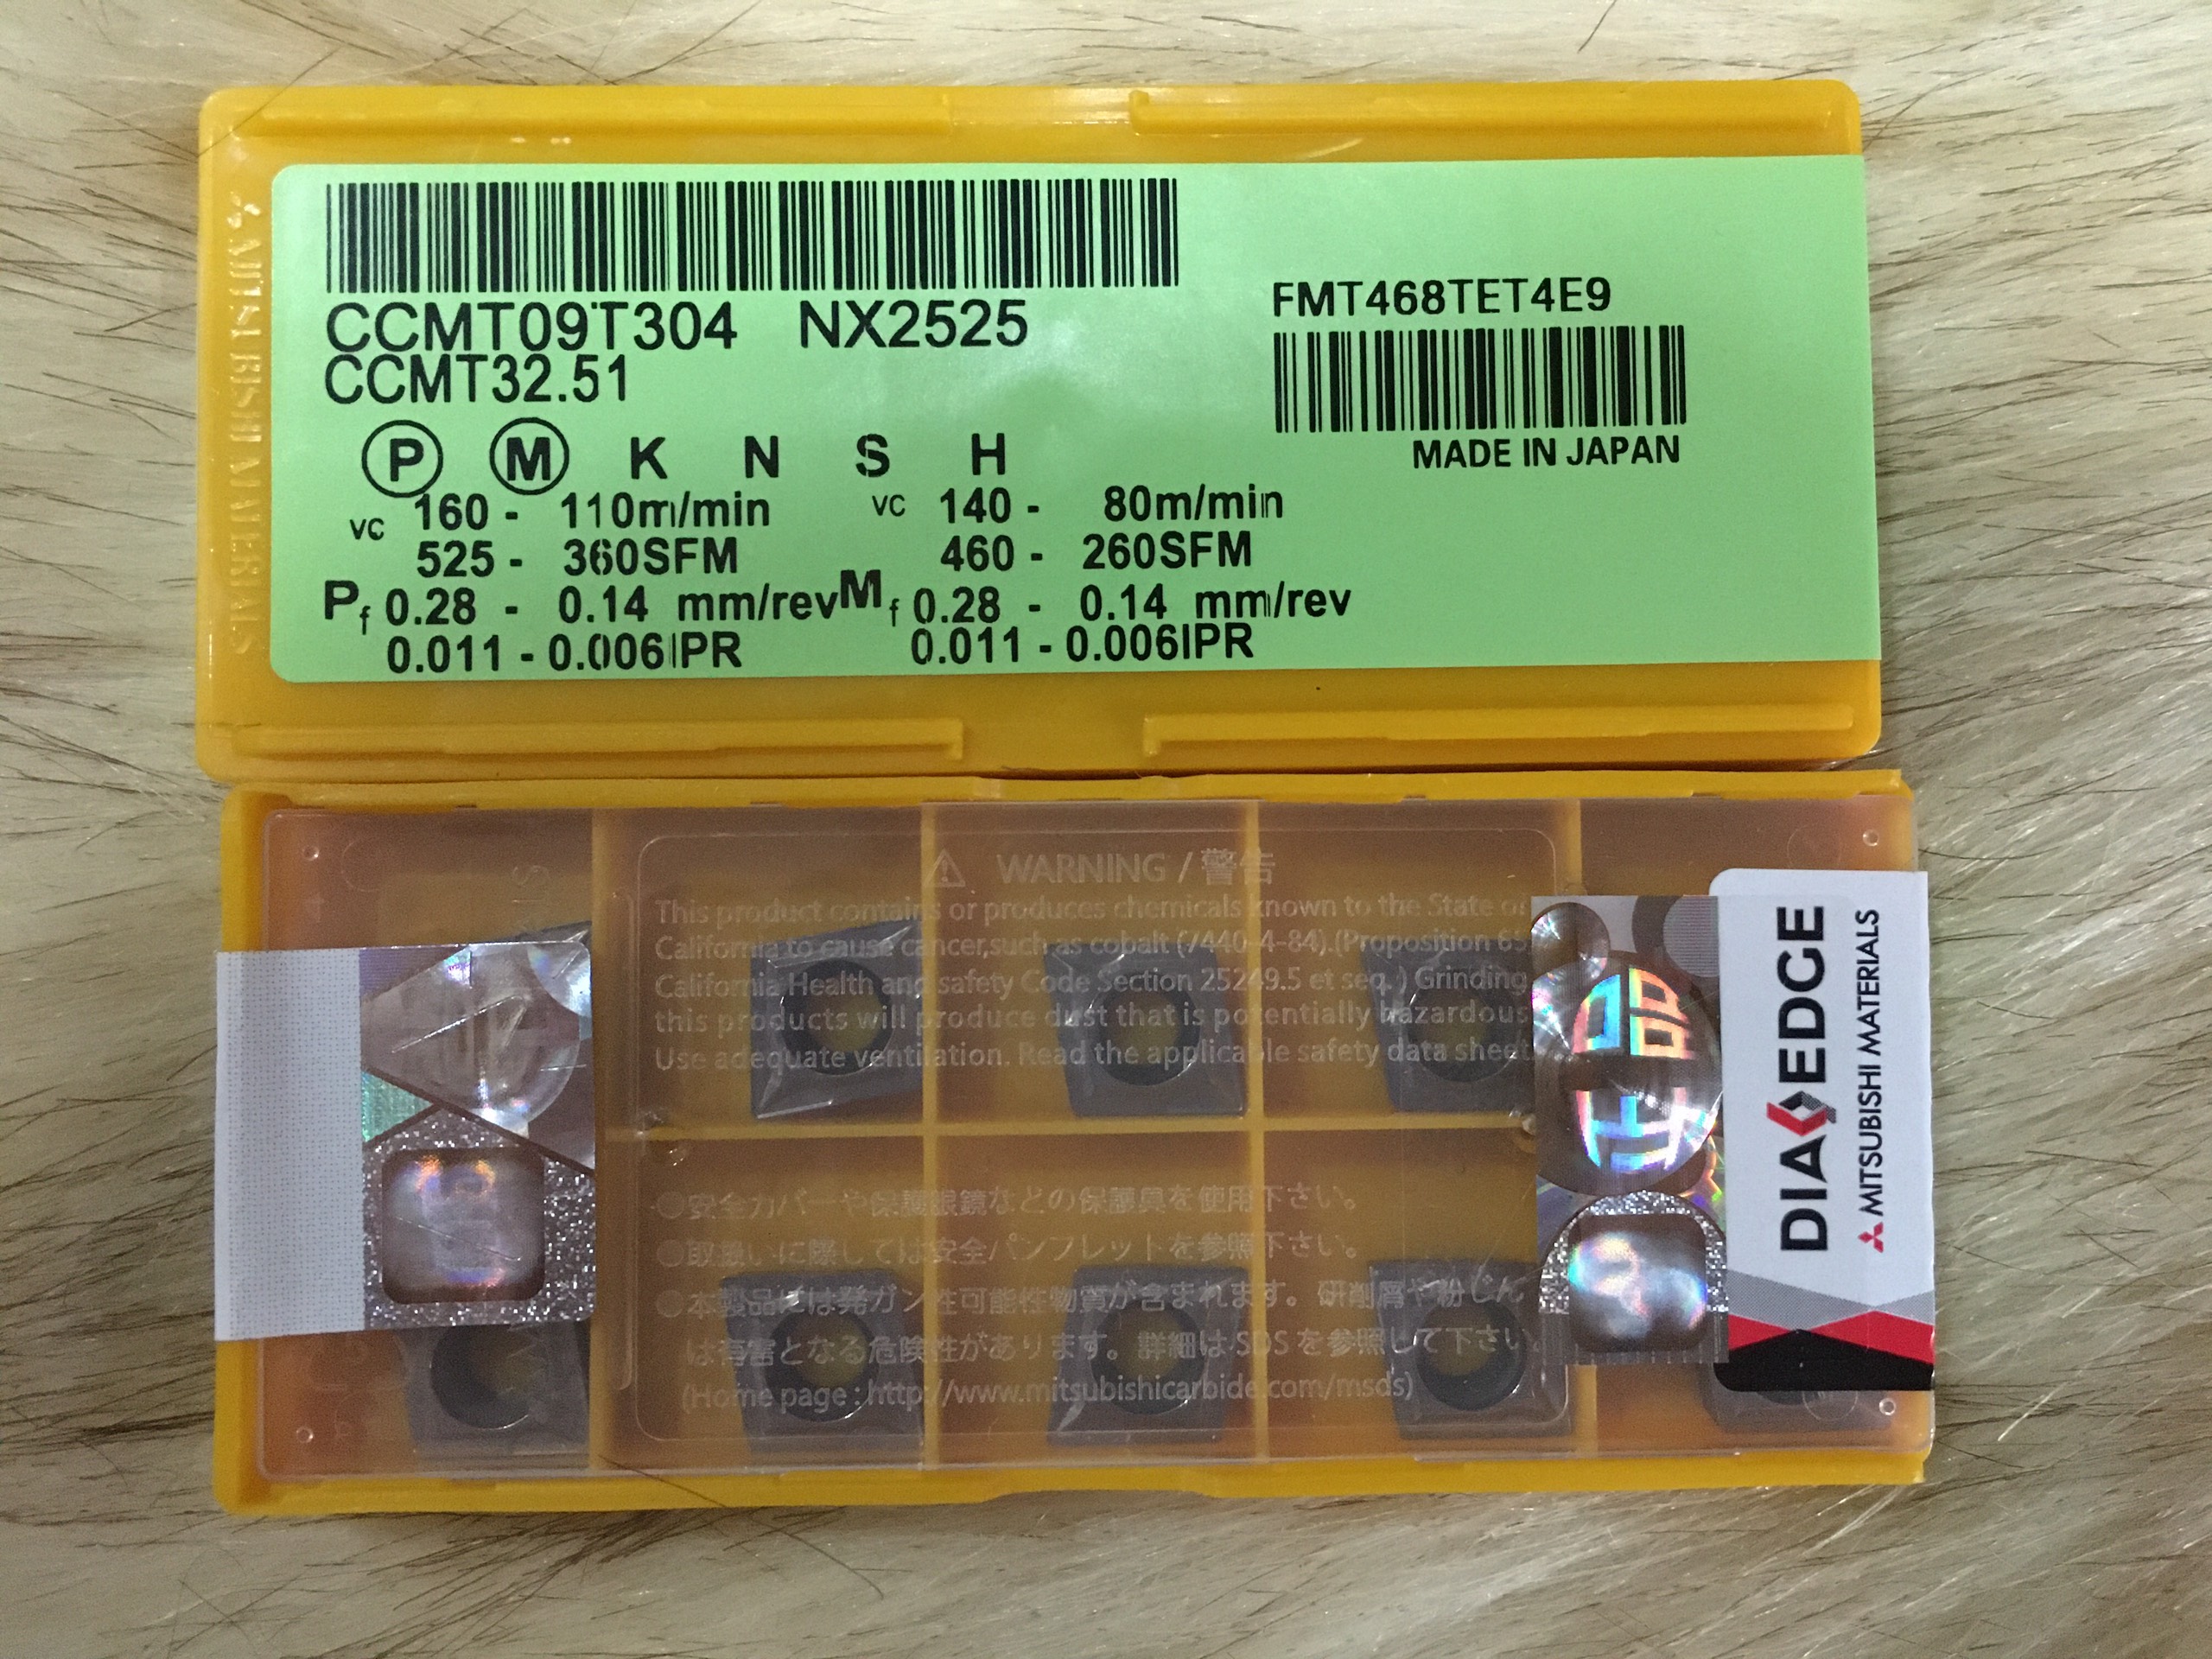 MITSUBISHI MATERIALS
CCMT09T304 NX2525
CCMT32.51
P M K N S H
vc 160 - 110m/min vc 140 - 80m/min
525 - 360SFM 460 - 260SFM
P f 0.28 - 0.14 mm/rev M f 0.28 - 0.14 mm/rev
0.011 - 0.006IPR 0.011 - 0.006IPR
FMT468TET4E9
MADE IN JAPAN
WARNING / 警告
This product contains or produces chemicals known to the State of
California to cause cancer,such as cobalt (7440-4-84).(Proposition 65
California Health and safety Code Section 25249.5 et seq.) Grinding
this products will produce dust that is potentially hazardous
Use adequate ventilation. Read the applicable safety data sheet
●安全カバーや保護眼鏡などの保護具を使用下さい。
●取扱いに際しては安全パンフレットを参照下さい。
●本製品には発ガン性可能性物質が含まれます。研削屑や粉じん
は有害となる危険性があります。詳細はSDSを参照して下さい。
(Home page : http://www.mitsubishicarbide.com/msds)
DIAEDGE
MITSUBISHI MATERIALS